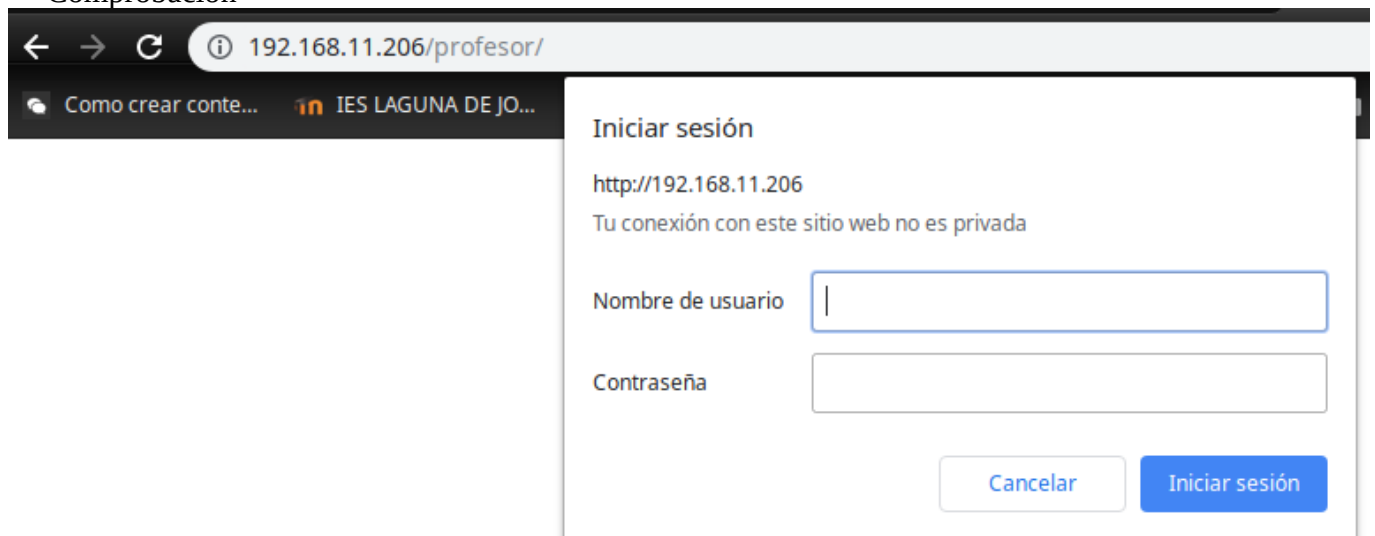 Comprobación
192.168.11.206/profesor/
Como crear conte... IES LAGUNA DE JO...
Iniciar sesión
http://192.168.11.206
Tu conexión con este sitio web no es privada
Nombre de usuario
Contraseña
Cancelar Iniciar sesión